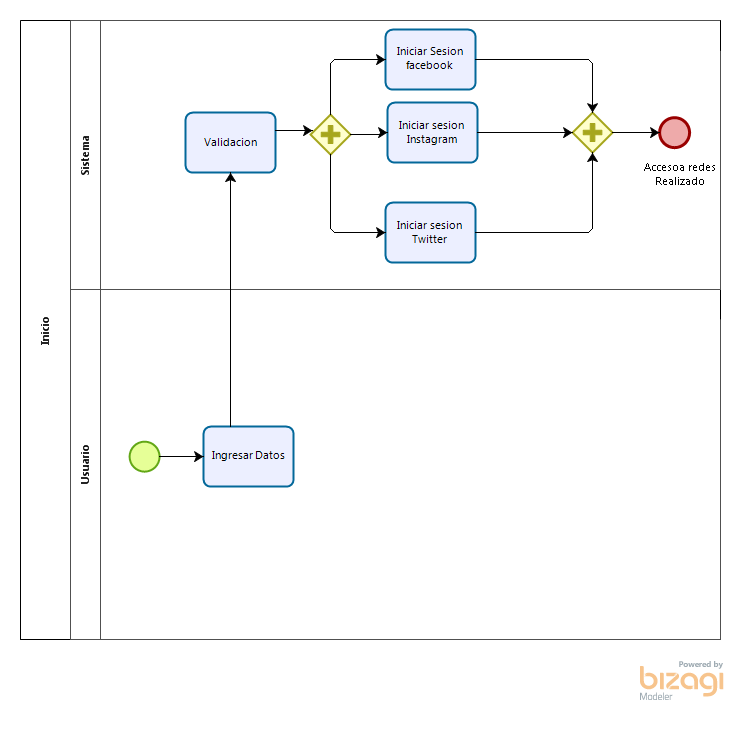 Inicio
Sistema
Validacion
Iniciar Sesion
facebook
Iniciar sesion
Instagram
Iniciar sesion
Twitter
Accesoa redes
Realizado
Usuario
Ingresar Datos
Powered by
bizagi
Modeler